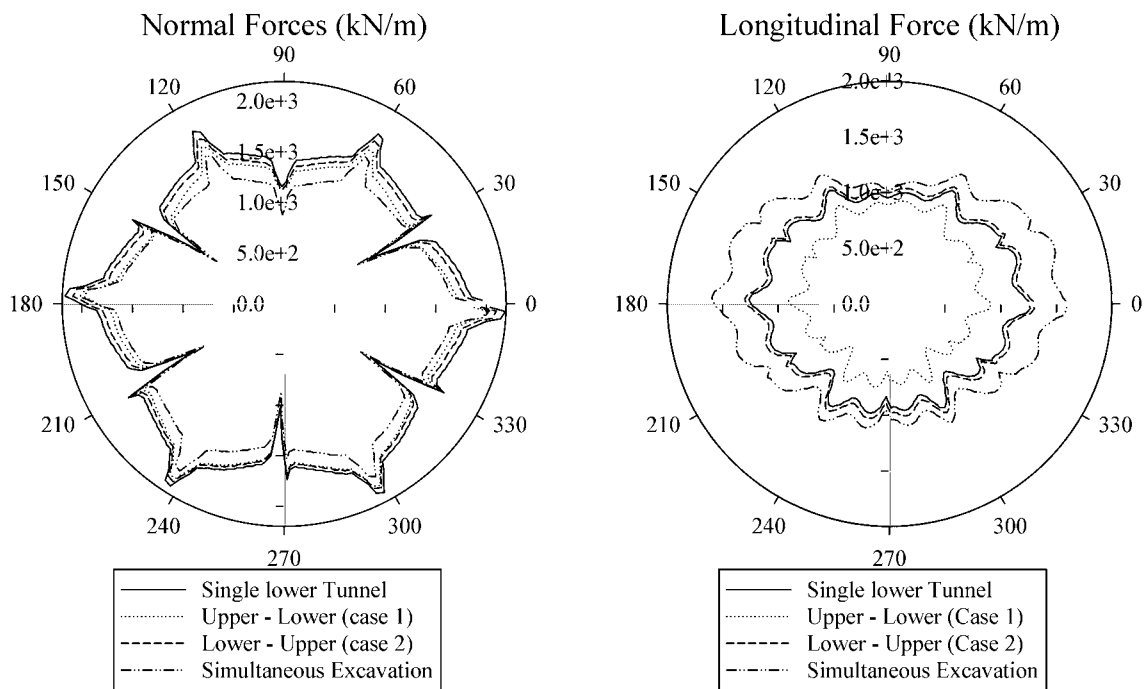 Normal Forces (kN/m)
90
120
60
2.0e+3
150
1.5e+3
30
1.0e+3
5.0e+2
180
0.0
0
210
330
240
300
270
Single lower Tunnel
Upper - Lower (case 1)
Lower - Upper (case 2)
Simultaneous Excavation
Longitudinal Force (kN/m)
90
2.0e+3
120
60
1.5e+3
150
1.0e+3
30
5.0e+2
180
0.0
0
210
330
240
300
270
Single lower Tunnel
Upper - Lower (Case 1)
Lower - Upper (Case 2)
Simultaneous Excavation